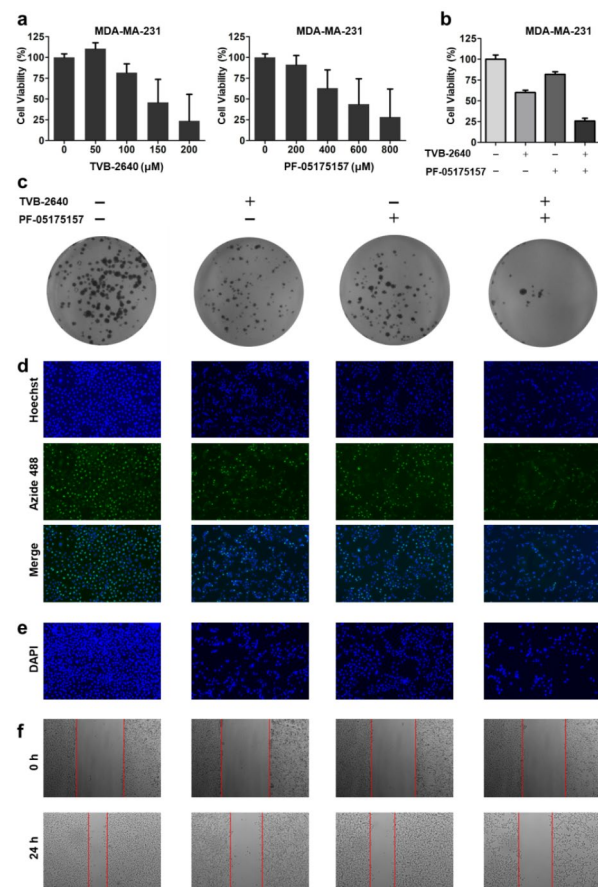 a
MDA-MA-231
Cell Viability (%)
125
100
75
50
25
0
0 50 100 150 200
TVB-2640 (μM)
MDA-MA-231
Cell Viability (%)
125
100
75
50
25
0
0 200 400 600 800
PF-05175157 (μM)
b
MDA-MA-231
Cell Viability (%)
125
100
75
50
25
0
TVB-2640 − + − +
PF-05175157 − − + +
c
TVB-2640 − + − +
PF-05175157 − − + +
d
Hoechst
Azide 488
Merge
e
DAPI
f
0 h
24 h